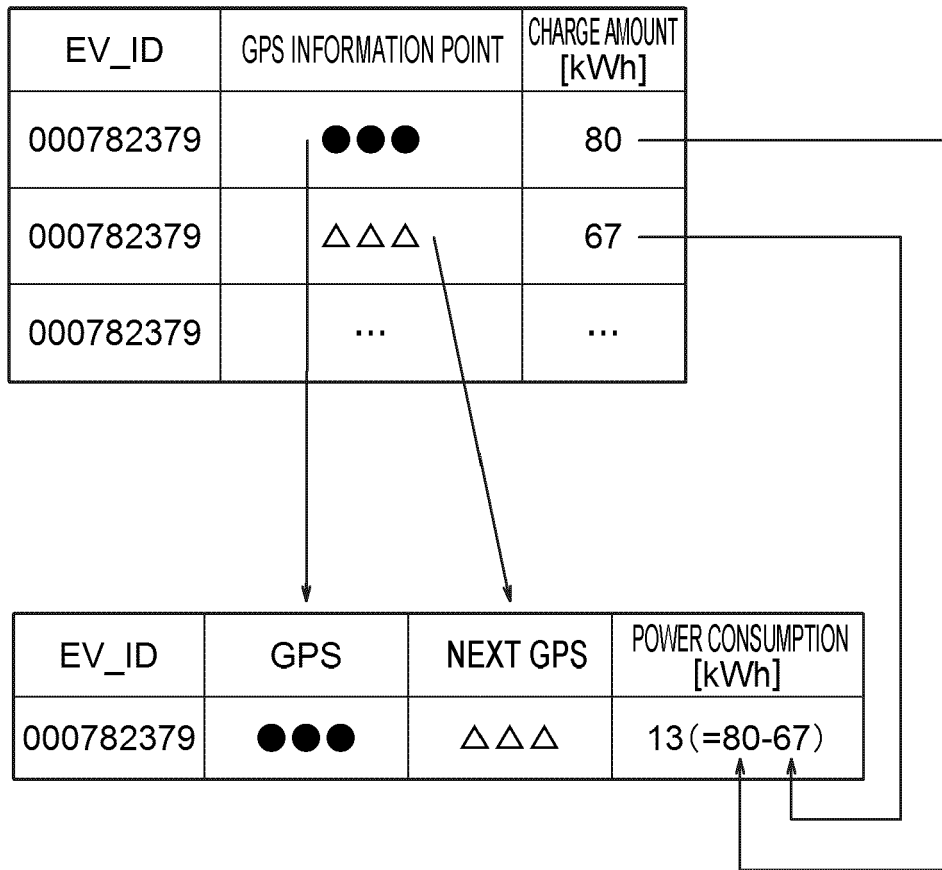 EV_ID GPS INFORMATION POINT CHARGE AMOUNT [kWh]
000782379 ●●● 80
000782379 △△△ 67
000782379 ... ...
EV_ID GPS NEXT GPS POWER CONSUMPTION [kWh]
000782379 ●●● △△△ 13(=80-67)